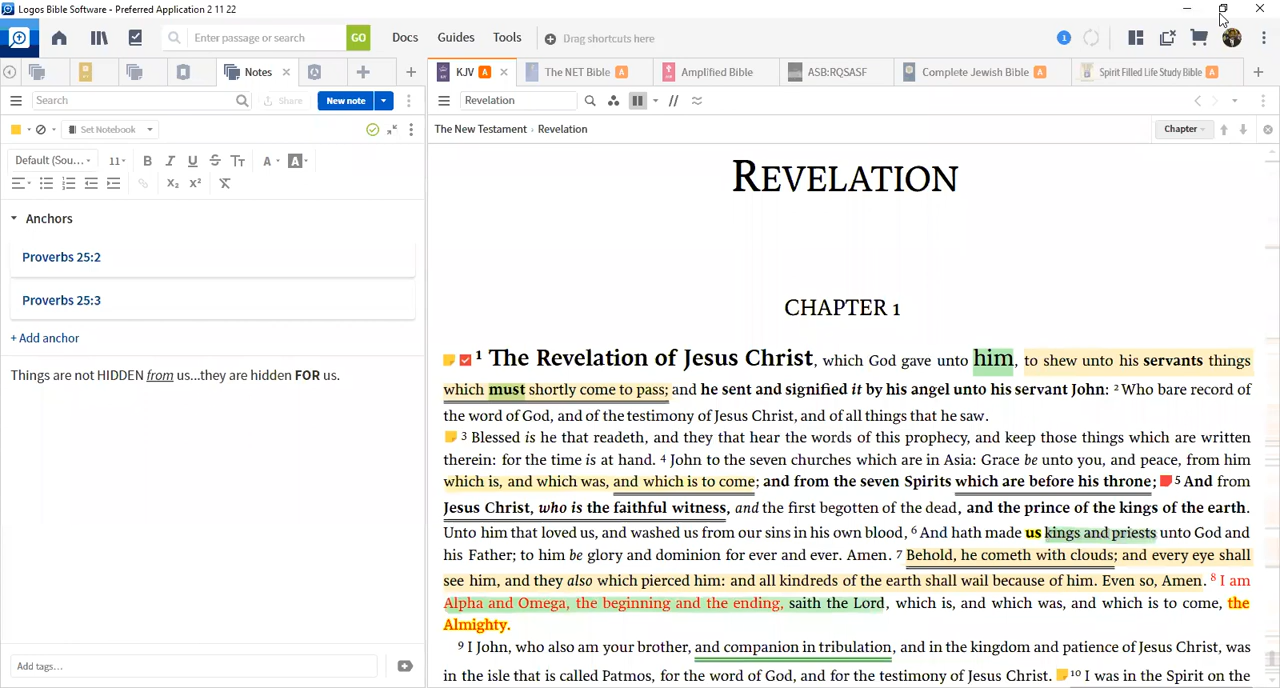 Logos Bible Software - Preferred Application 2 11 22
Enter passage or search GO Docs Guides Tools Drag shortcuts here 1
Notes
KJV A The NET Bible A Amplified Bible ASB:RQSASF Complete Jewish Bible A Spirit Filled Life Study Bible A
Search Share New note
Revelation
Set Notebook
The New Testament › Revelation Chapter
Default (Sou... 11 B I U S Tt A A
X₂ X²
Anchors
Proverbs 25:2
Proverbs 25:3
+ Add anchor
Things are not HIDDEN from us...they are hidden FOR us.
Add tags...
REVELATION
CHAPTER 1
1 The Revelation of Jesus Christ, which God gave unto him, to shew unto his servants things
which must shortly come to pass; and he sent and signified it by his angel unto his servant John: 2 Who bare record of
the word of God, and of the testimony of Jesus Christ, and of all things that he saw.
3 Blessed is he that readeth, and they that hear the words of this prophecy, and keep those things which are written
therein: for the time is at hand. 4 John to the seven churches which are in Asia: Grace be unto you, and peace, from him
which is, and which was, and which is to come; and from the seven Spirits which are before his throne; 5 And from
Jesus Christ, who is the faithful witness, and the first begotten of the dead, and the prince of the kings of the earth.
Unto him that loved us, and washed us from our sins in his own blood, 6 And hath made us kings and priests unto God and
his Father; to him be glory and dominion for ever and ever. Amen. 7 Behold, he cometh with clouds; and every eye shall
see him, and they also which pierced him: and all kindreds of the earth shall wail because of him. Even so, Amen. 8 I am
Alpha and Omega, the beginning and the ending, saith the Lord, which is, and which was, and which is to come, the
Almighty.
9 I John, who also am your brother, and companion in tribulation, and in the kingdom and patience of Jesus Christ, was
in the isle that is called Patmos, for the word of God, and for the testimony of Jesus Christ. 10 I was in the Spirit on the